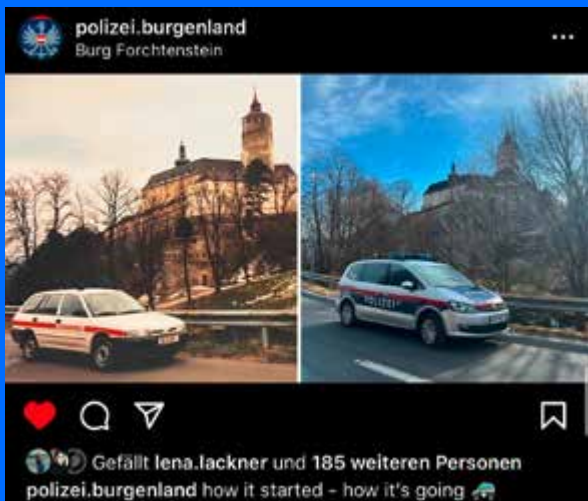 polizei.burgenland
Burg Forchtenstein
POLIZEI
Gefällt lena.lackner und 185 weiteren Personen
polizei.burgenland how it started - how it's going